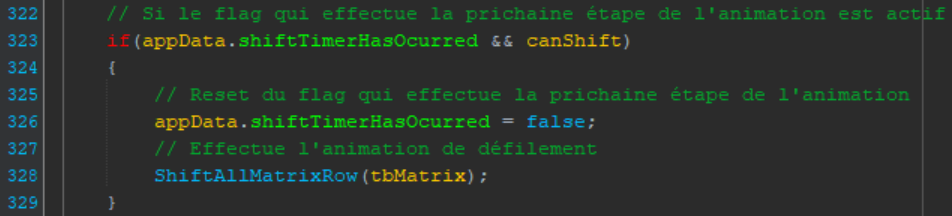 322 // Si le flag qui effectue la prichaine étape de l'animation est actif
323 if(appData.shiftTimerHasOcurred && canShift)
324 {
325 // Reset du flag qui effectue la prichaine étape de l'animation
326 appData.shiftTimerHasOcurred = false;
327 // Effectue l'animation de défilement
328 ShiftAllMatrixRow(tbMatrix);
329 }